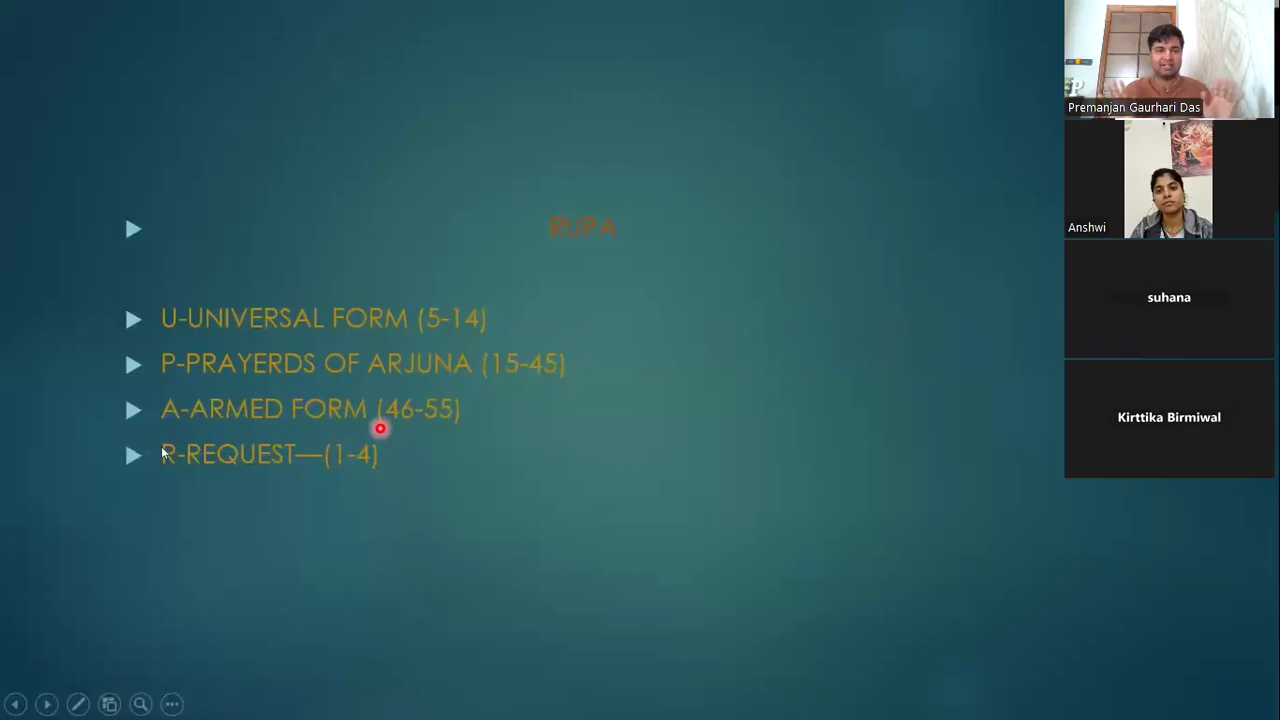 RUPA
U-UNIVERSAL FORM (5-14)
P-PRAYERDS OF ARJUNA (15-45)
A-ARMED FORM (46-55)
R-REQUEST—(1-4)
Premanjan Gaurhari Das
Anshwi
suhana
Kirttika Birmiwal